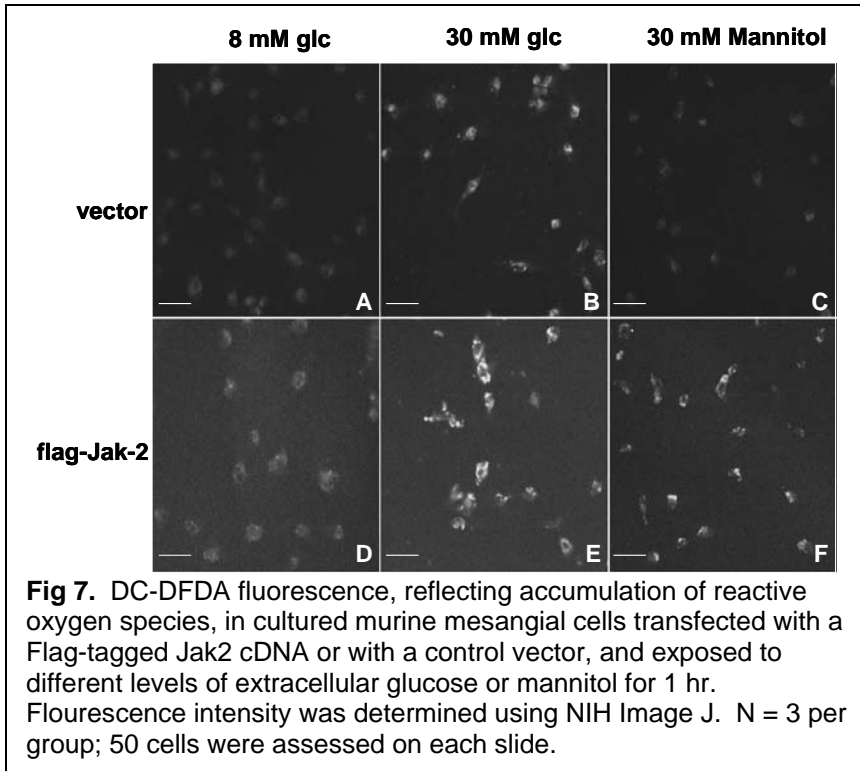 8 mM glc 30 mM glc 30 mM Mannitol
vector
A B C
flag-Jak-2
D E F
Fig 7. DC-DFDA fluorescence, reflecting accumulation of reactive
oxygen species, in cultured murine mesangial cells transfected with a
Flag-tagged Jak2 cDNA or with a control vector, and exposed to
different levels of extracellular glucose or mannitol for 1 hr.
Flourescence intensity was determined using NIH Image J. N = 3 per
group; 50 cells were assessed on each slide.